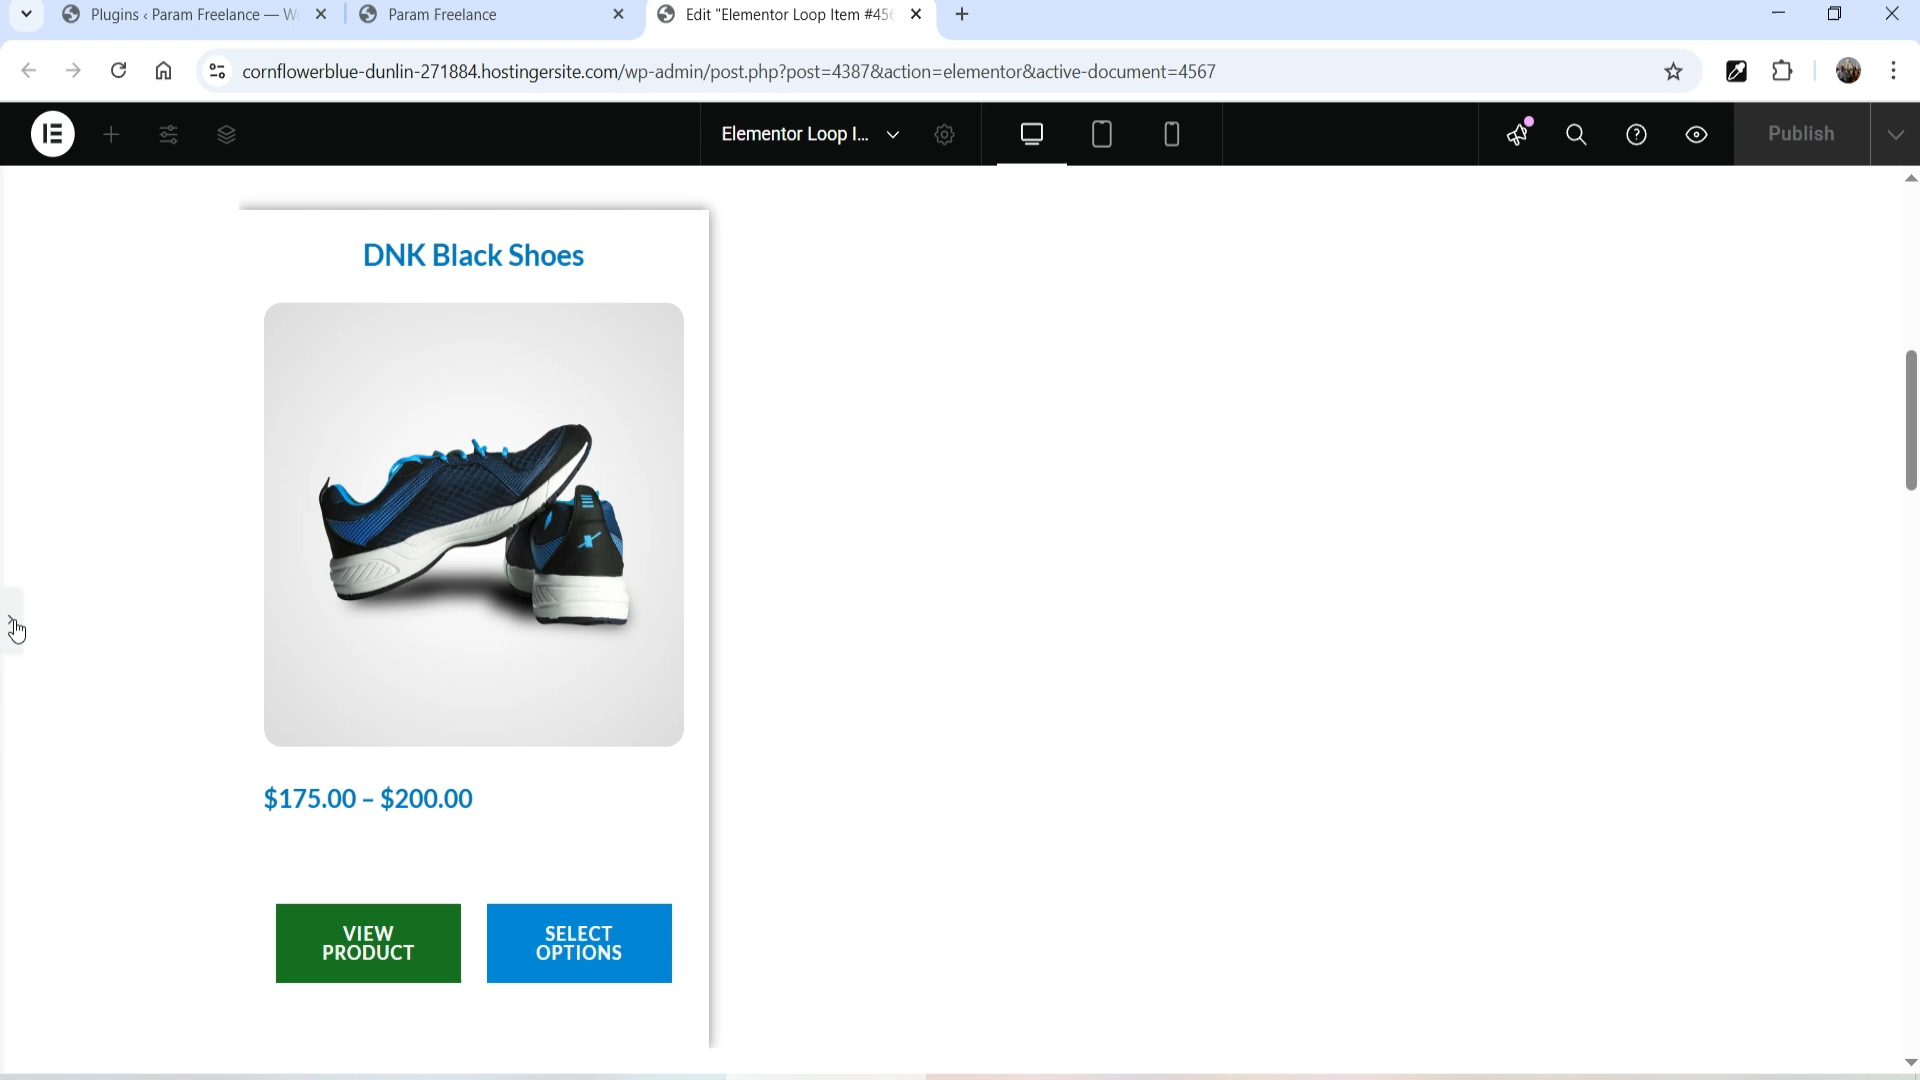 Plugins ‹ Param Freelance — W
Param Freelance
Edit "Elementor Loop Item #456
cornflowerblue-dunlin-271884.hostingersite.com/wp-admin/post.php?post=4387&action=elementor&active-document=4567
Elementor Loop I...
Publish
DNK Black Shoes
$175.00 – $200.00
VIEW
PRODUCT
SELECT
OPTIONS